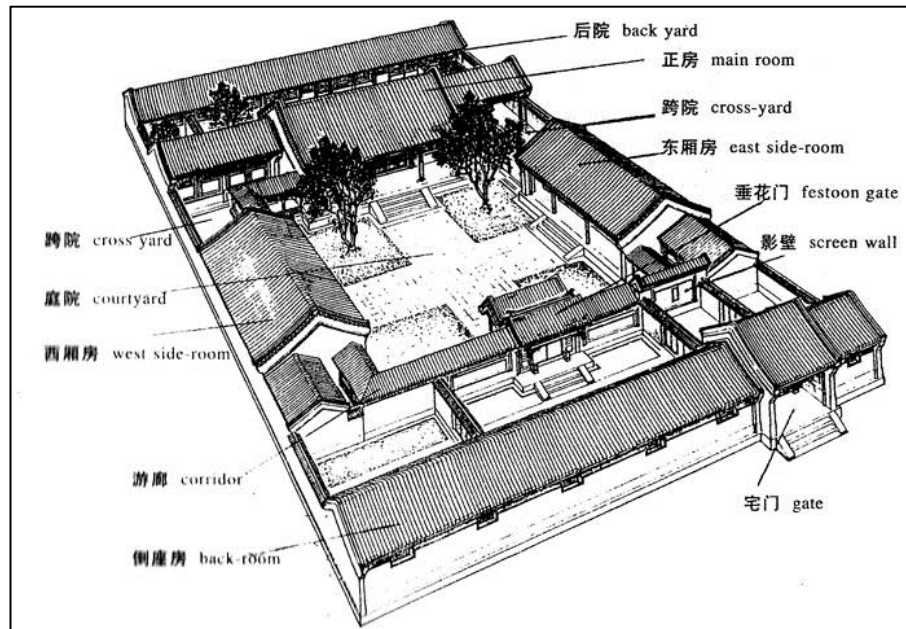 后院 back yard
正房 main room
跨院 cross-yard
东厢房 east side-room
垂花门 festoon gate
影壁 screen wall
跨院 cross yard
庭院 courtyard
西厢房 west side-room
游廊 corridor
倒座房 back-room
宅门 gate